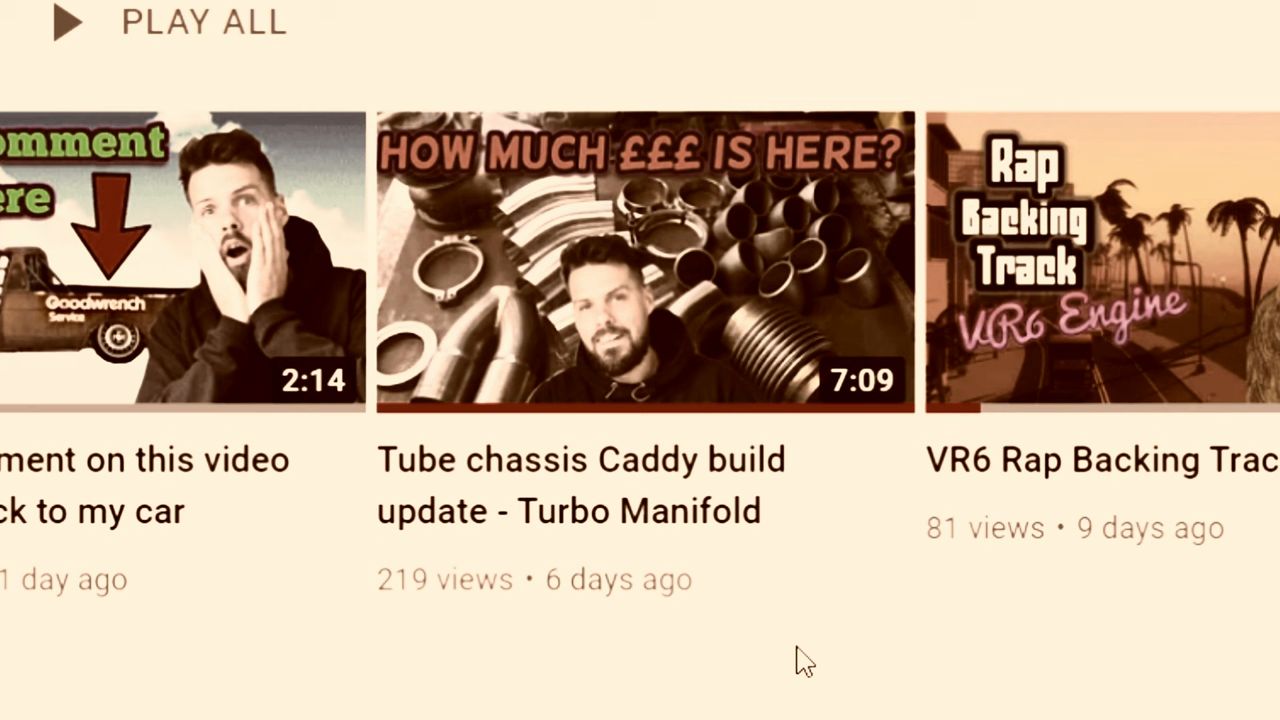 PLAY ALL
omment
ere
Goodwrench
Service
2:14
HOW MUCH £££ IS HERE?
7:09
Rap
Backing
Track
VR6 Engine
ment on this video
ck to my car
1 day ago
Tube chassis Caddy build
update - Turbo Manifold
219 views • 6 days ago
VR6 Rap Backing Trac
81 views • 9 days ago